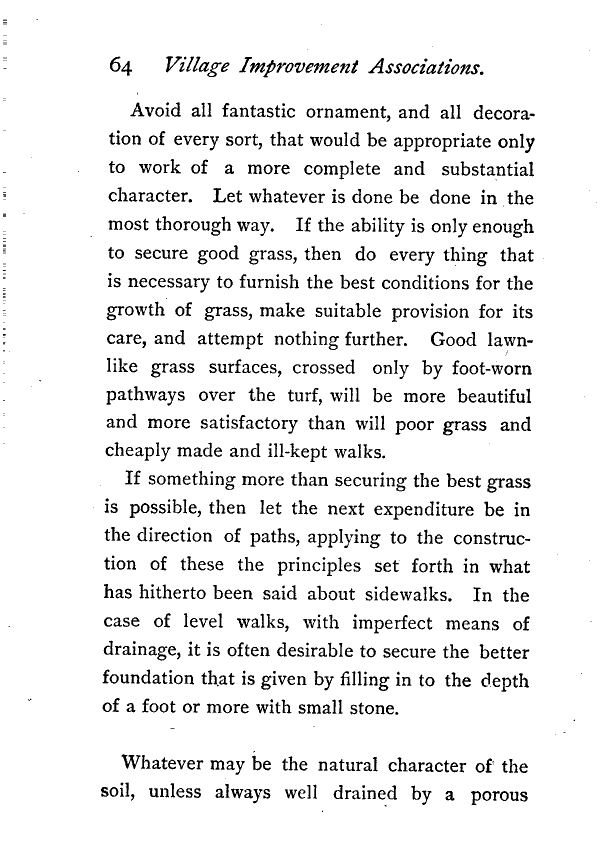 64 Village Improvement Associations.
Avoid all fantastic ornament, and all decora-
tion of every sort, that would be appropriate only
to work of a more complete and substantial
character. Let whatever is done be done in the
most thorough way. If the ability is only enough
to secure good grass, then do every thing that
is necessary to furnish the best conditions for the
growth of grass, make suitable provision for its
care, and attempt nothing further. Good lawn-
like grass surfaces, crossed only by foot-worn
pathways over the turf, will be more beautiful
and more satisfactory than will poor grass and
cheaply made and ill-kept walks.
If something more than securing the best grass
is possible, then let the next expenditure be in
the direction of paths, applying to the construc-
tion of these the principles set forth in what
has hitherto been said about sidewalks. In the
case of level walks, with imperfect means of
drainage, it is often desirable to secure the better
foundation that is given by filling in to the depth
of a foot or more with small stone.
Whatever may be the natural character of the
soil, unless always well drained by a porous